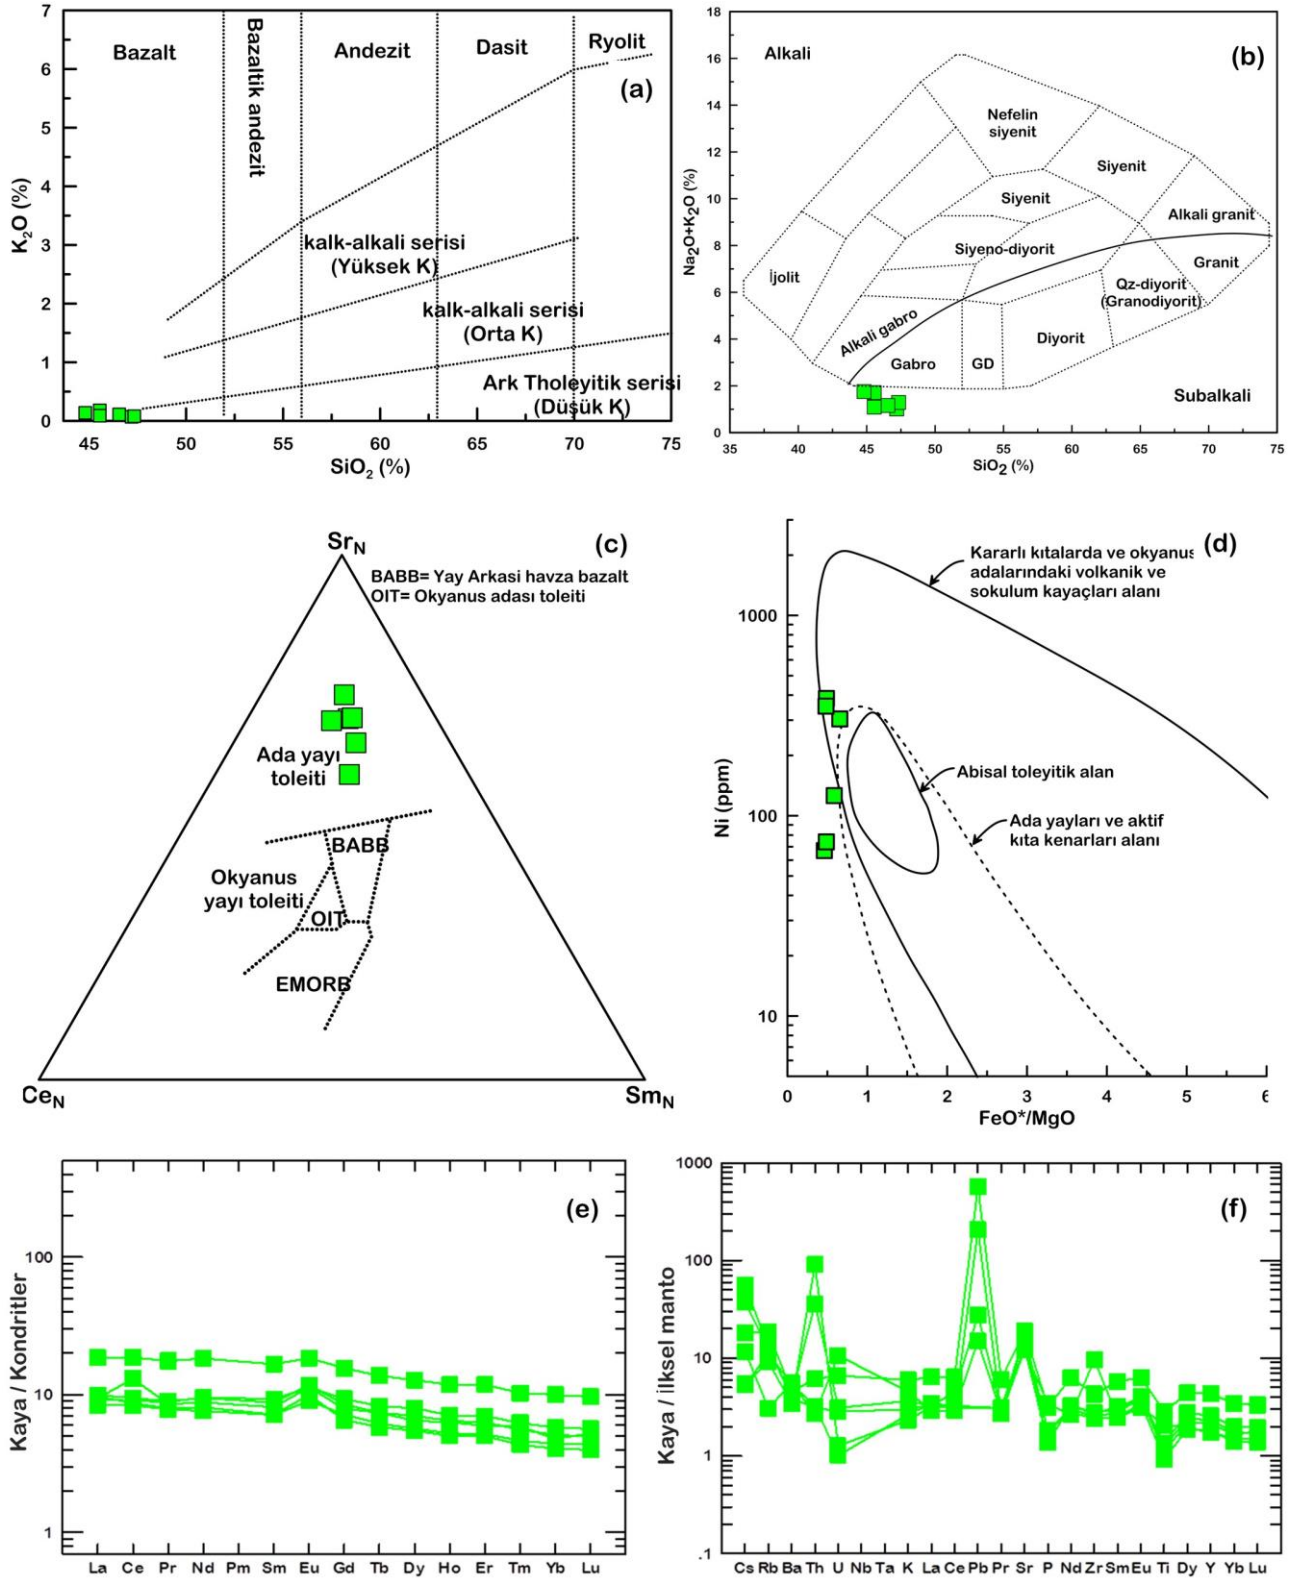 7
6
5
4
3
2
1
0
K2O (%)
Bazalt
Bazaltik andezit
Andezit
Dasit
Ryolit
(a)
kalk-alkali serisi
(Yüksek K)
kalk-alkali serisi
(Orta K)
Ark Tholeyitik serisi
(Düşük K)
45 50 55 60 65 70 75
SiO2 (%)
18
16
14
12
10
8
6
4
2
0
Na2O+K2O (%)
Alkali
(b)
Nefelin
siyenit
Siyenit
Siyenit
Alkali granit
Siyeno-diyorit
Granit
İjolit
Qz-diyorit
(Granodiyorit)
Alkali gabro
Gabro
GD
Diyorit
Subalkali
35 40 45 50 55 60 65 70 75
SiO2 (%)
(c)
SrN
BABB= Yay Arkasi havza bazalt
OIT= Okyanus adası toleiti
Ada yayı
toleiti
BABB
Okyanus
yayı toleiti
OIT
EMORB
CeN
SmN
(d)
Kararlı kıtalarda ve okyanus
adalarındaki volkanik ve
sokulum kayaçları alanı
1000
100
10
Ni (ppm)
Abisal toleyitik alan
Ada yayları ve aktif
kıta kenarları alanı
0 1 2 3 4 5 6
FeO*/MgO
(e)
100
10
1
Kaya / Kondritler
La Ce Pr Nd Pm Sm Eu Gd Tb Dy Ho Er Tm Yb Lu
(f)
1000
100
10
1
.1
Kaya / ilksel manto
Cs Rb Ba Th U Nb Ta K La Ce Pb Pr Sr P Nd Zr Sm Eu Ti Dy Y Yb Lu